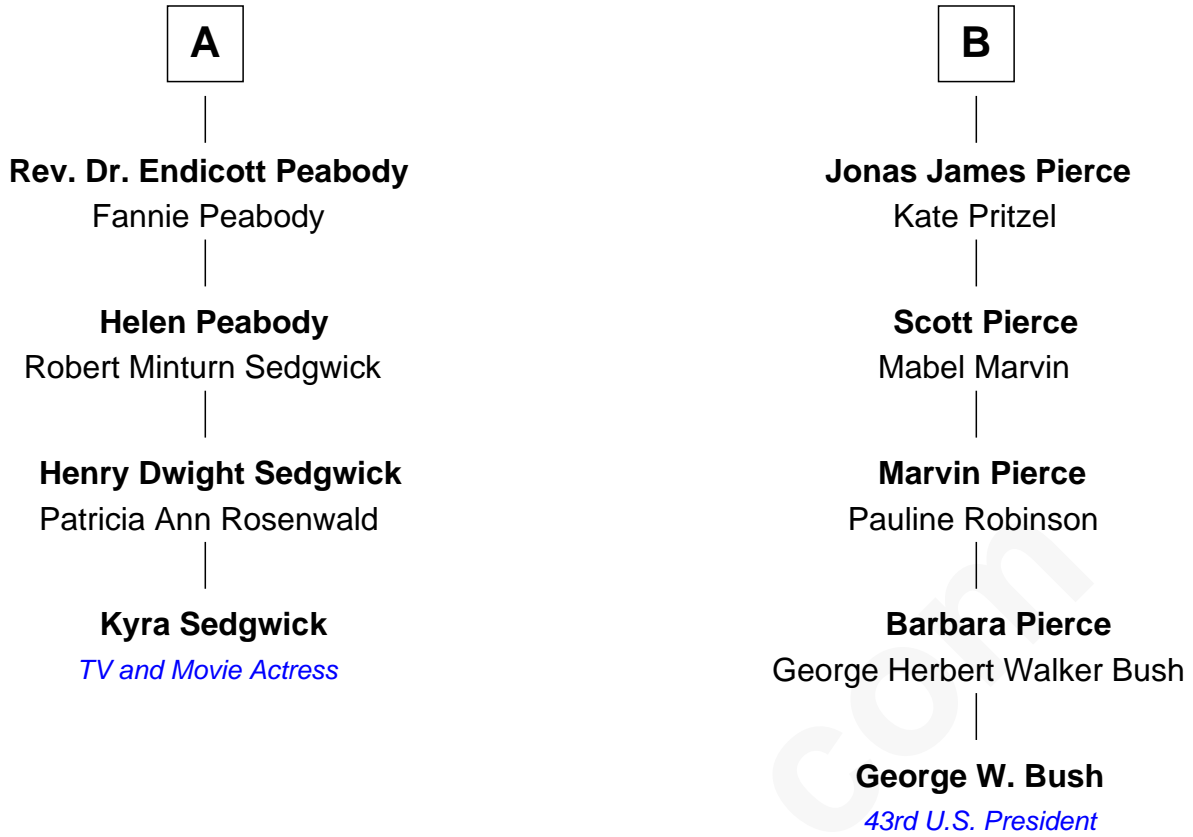 A
Rev. Dr. Endicott Peabody
Fannie Peabody
Helen Peabody
Robert Minturn Sedgwick
Henry Dwight Sedgwick
Patricia Ann Rosenwald
Kyra Sedgwick
TV and Movie Actress
B
Jonas James Pierce
Kate Pritzel
Scott Pierce
Mabel Marvin
Marvin Pierce
Pauline Robinson
Barbara Pierce
George Herbert Walker Bush
George W. Bush
43rd U.S. President
com